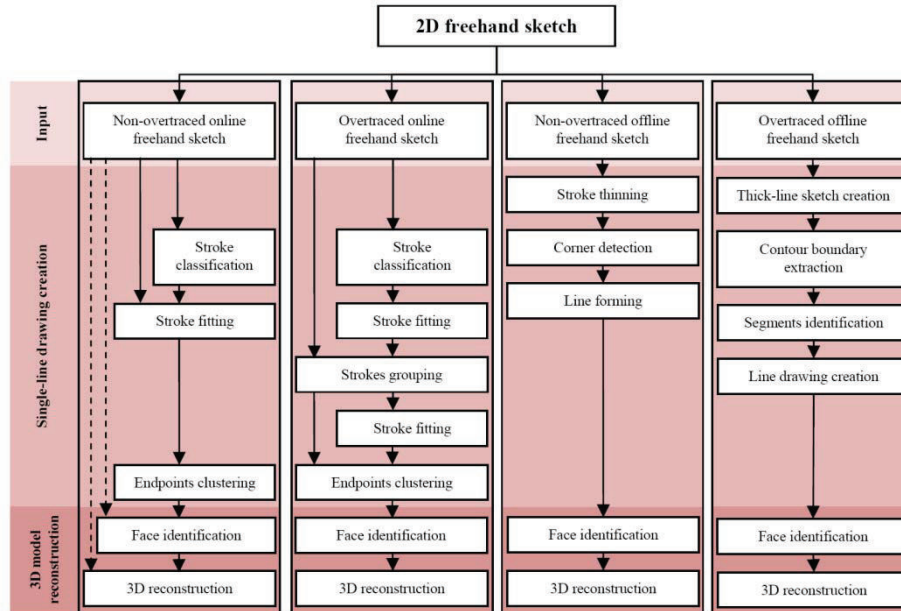 2D freehand sketch
Input
Non-overtraced online
freehand sketch
Overtraced online
freehand sketch
Non-overtraced offline
freehand sketch
Overtraced offline
freehand sketch
Single-line drawing creation
Stroke
classification
Stroke fitting
Endpoints clustering
Stroke
classification
Stroke fitting
Strokes grouping
Stroke fitting
Endpoints clustering
Stroke thinning
Corner detection
Line forming
Thick-line sketch creation
Contour boundary
extraction
Segments identification
Line drawing creation
3D model
reconstruction
Face identification
3D reconstruction
Face identification
3D reconstruction
Face identification
3D reconstruction
Face identification
3D reconstruction